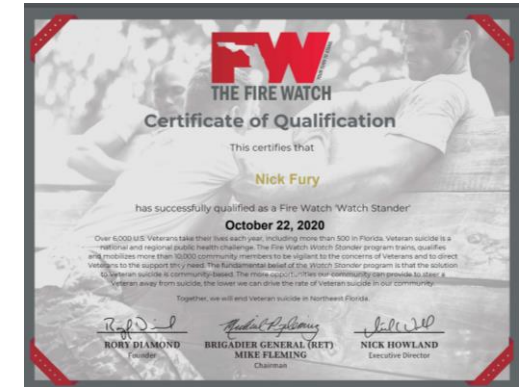 FW
THE FIRE WATCH
Certificate of Qualification
This certifies that
Nick Fury
has successfully qualified as a Fire Watch 'Watch Stander'
October 22, 2020
Over 6,000 U.S. Veterans take their lives each year, including more than 500 in Florida. Veteran suicide is a
national and regional public health challenge. The Fire Watch Watch Stander program trains, qualifies
and mobilizes more than 10,000 community members to be vigilant to the concerns of Veterans and to direct
Veterans to the support they need. The fundamental belief of the Watch Stander program is that the solution
to Veteran suicide is community-based. The more opportunities our community can provide to steer a
Veteran away from suicide, the lower we can drive the rate of Veteran suicide in our community.
Together, we will end Veteran suicide in Northeast Florida.
RORY DIAMOND
Founder
BRIGADIER GENERAL (RET)
MIKE FLEMING
Chairman
NICK HOWLAND
Executive Director